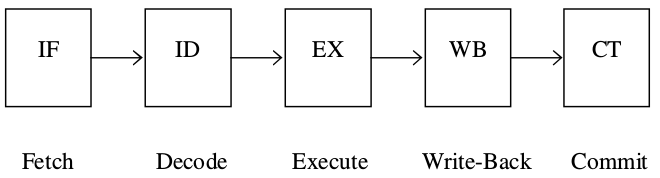 IF ID EX WB CT
Fetch Decode Execute Write-Back Commit